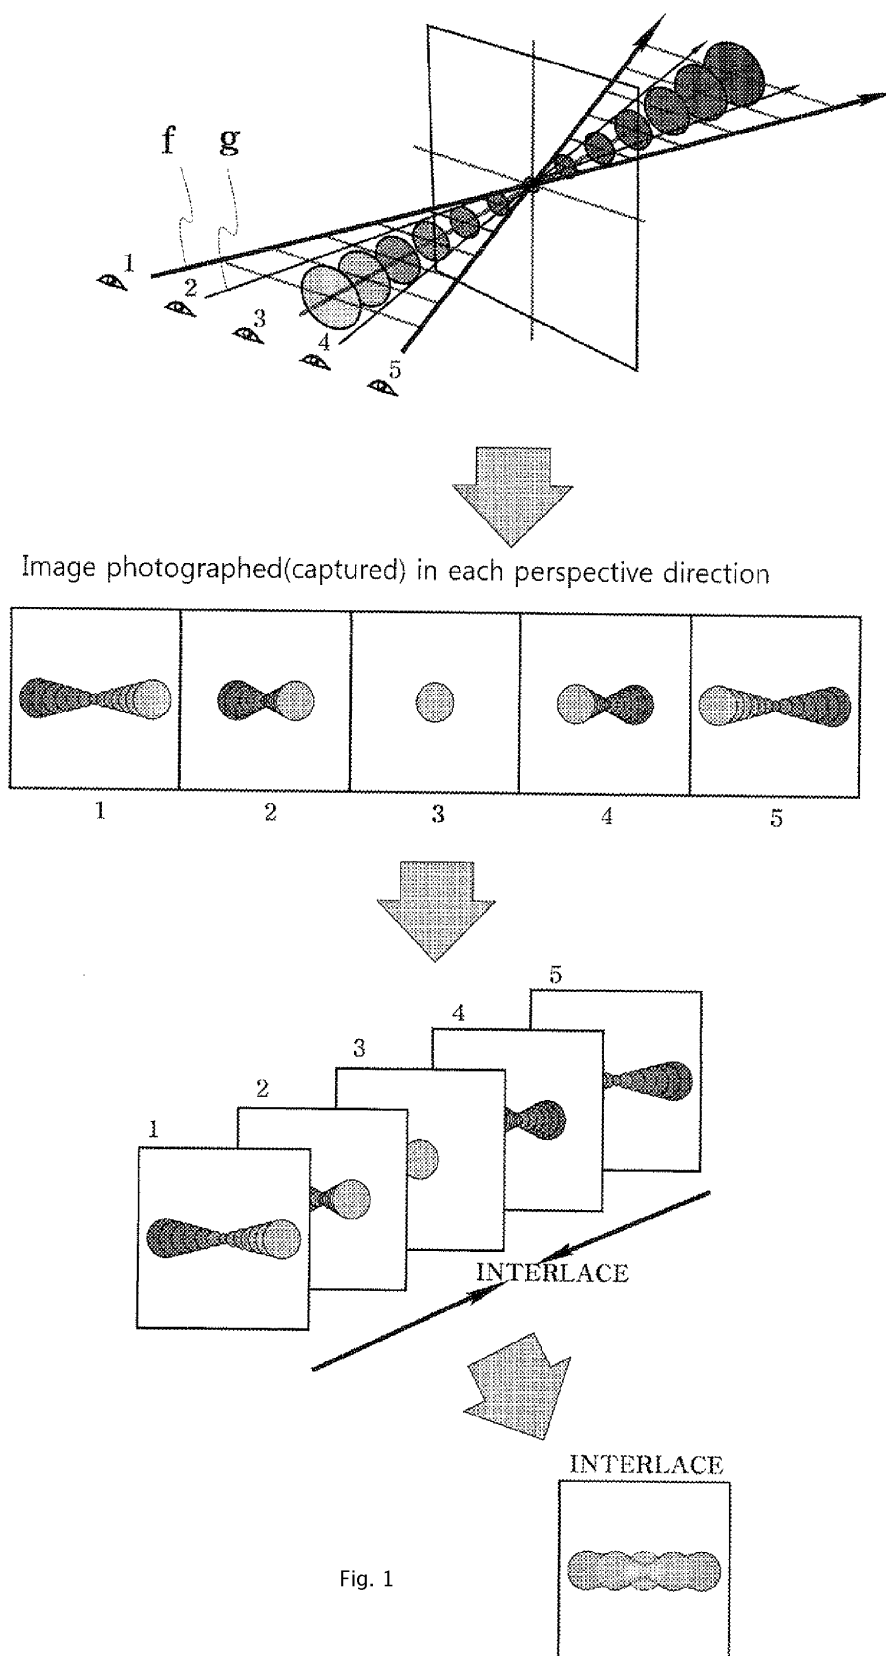 f g
1
2
3
4
5
Image photographed(captured) in each perspective direction
1 2 3 4 5
5
4
3
2
1
INTERLACE
INTERLACE
Fig. 1